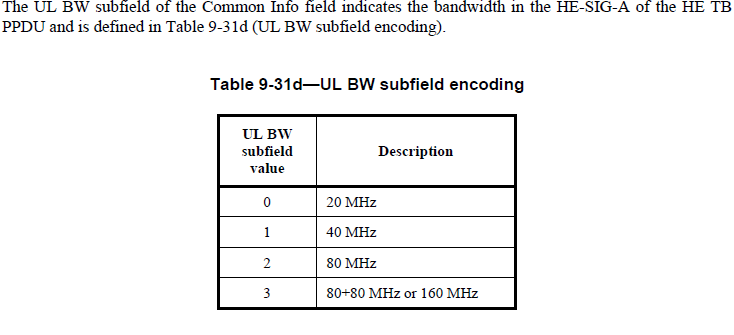 The UL BW subfield of the Common Info field indicates the bandwidth in the HE-SIG-A of the HE TB
PPDU and is defined in Table 9-31d (UL BW subfield encoding).
Table 9-31d—UL BW subfield encoding
UL BW
subfield
value
Description
0 20 MHz
1 40 MHz
2 80 MHz
3 80+80 MHz or 160 MHz